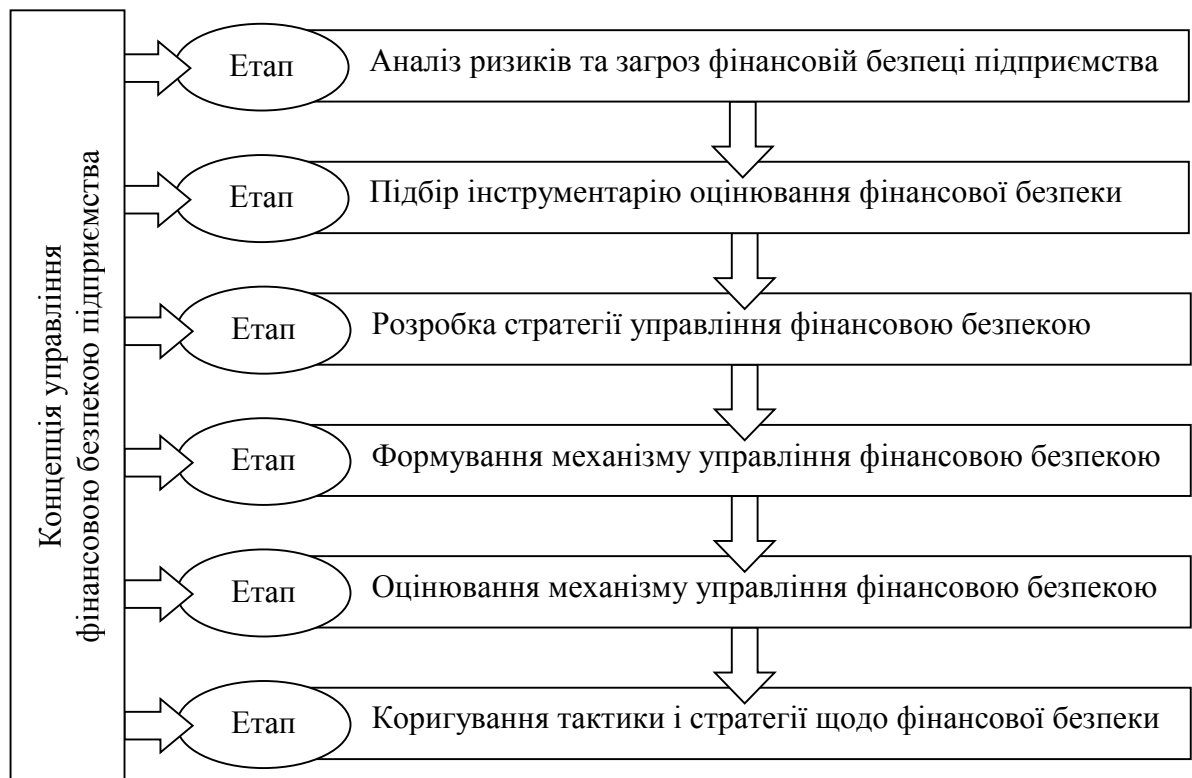 Концепція управління
фінансовою безпекою підприємства
Етап
Аналіз ризиків та загроз фінансовій безпеці підприємства
Етап
Підбір інструментарію оцінювання фінансової безпеки
Етап
Розробка стратегії управління фінансовою безпекою
Етап
Формування механізму управління фінансовою безпекою
Етап
Оцінювання механізму управління фінансовою безпекою
Етап
Коригування тактики і стратегії щодо фінансової безпеки